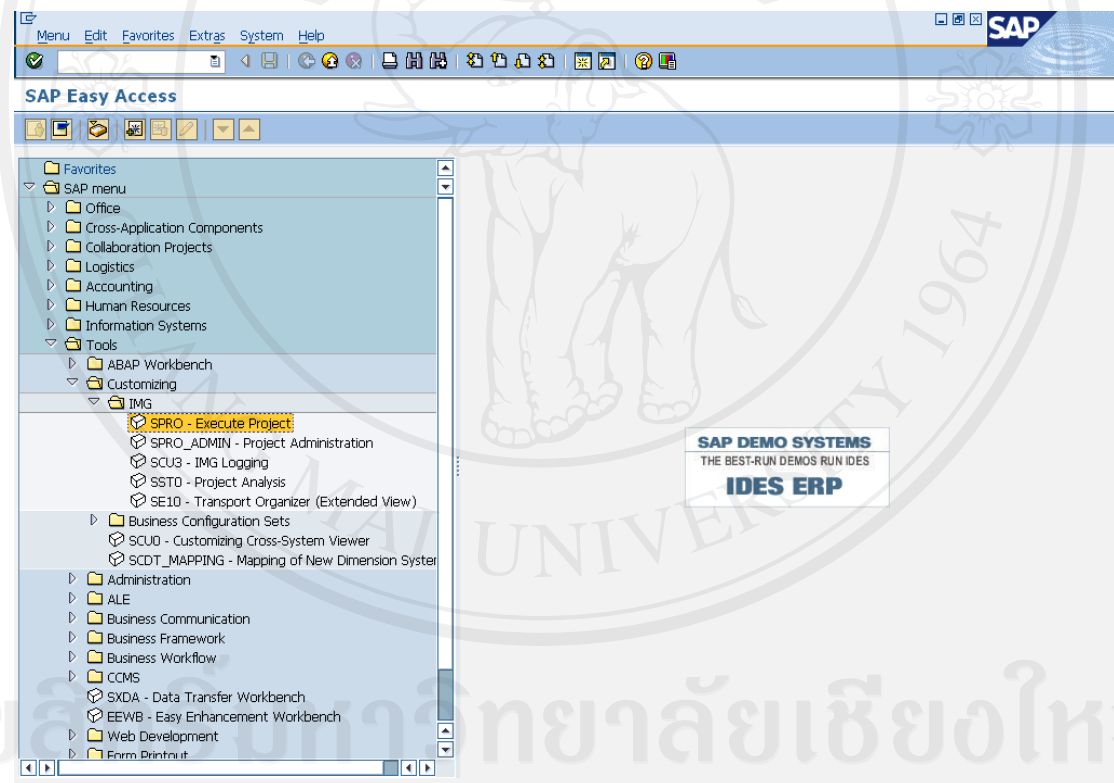 Menu Edit Favorites Extras System Help
SAP
SAP Easy Access
Favorites
SAP menu
Office
Cross-Application Components
Collaboration Projects
Logistics
Accounting
Human Resources
Information Systems
Tools
ABAP Workbench
Customizing
IMG
SPRO - Execute Project
SPRO_ADMIN - Project Administration
SCU3 - IMG Logging
SST0 - Project Analysis
SE10 - Transport Organizer (Extended View)
Business Configuration Sets
SCU0 - Customizing Cross-System Viewer
SCDT_MAPPING - Mapping of New Dimension System
Administration
ALE
Business Communication
Business Framework
Business Workflow
CCMS
SXDA - Data Transfer Workbench
EEWB - Easy Enhancement Workbench
Web Development
Form Printout
SAP DEMO SYSTEMS
THE BEST-RUN DEMOS RUN IDES
IDES ERP
MAI UNIVERSITY 1964